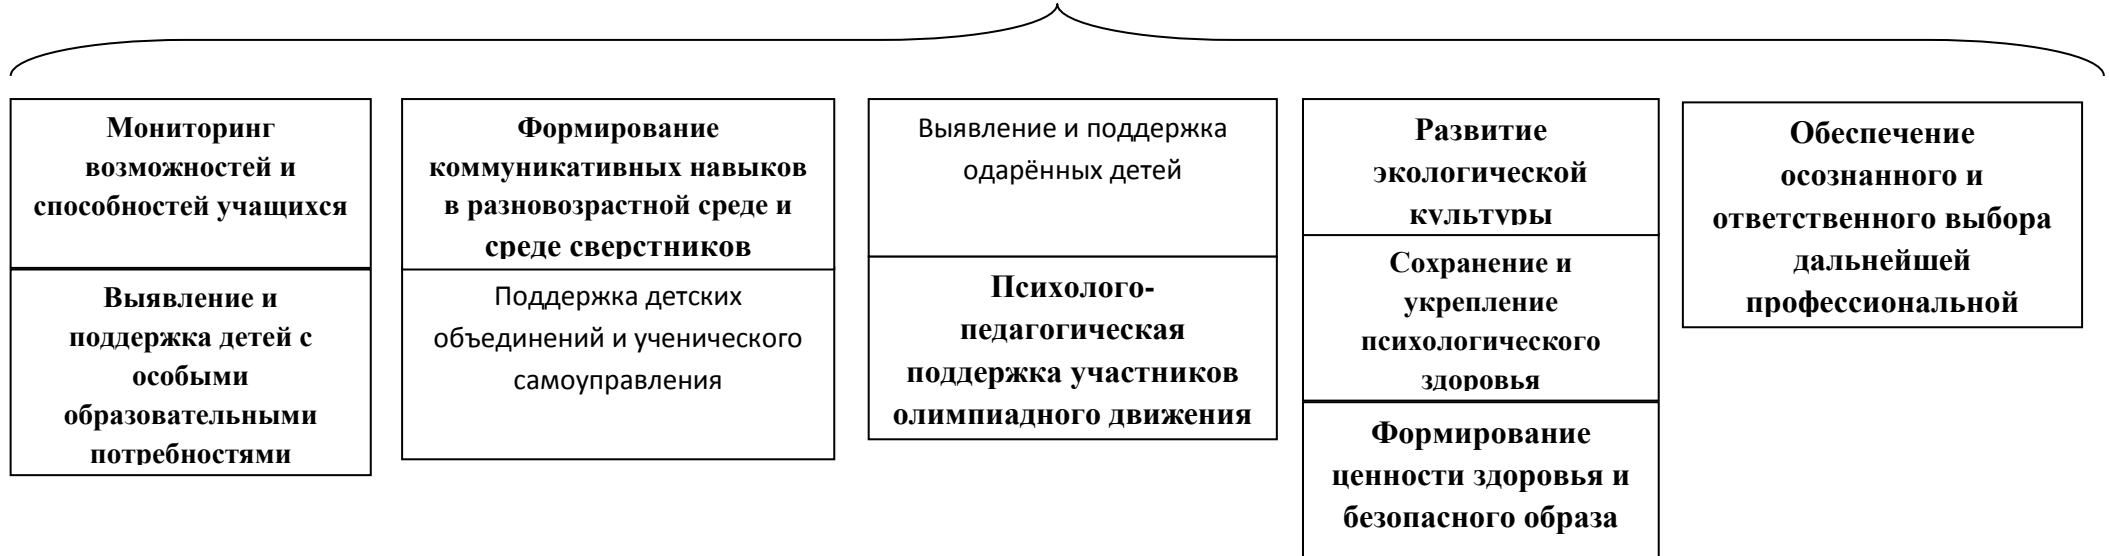 Мониторинг
возможностей и
способностей учащихся
Выявление и
поддержка детей с
особыми
образовательными
потребностями
Формирование
коммуникативных навыков
в разновозрастной среде и
среде сверстников
Поддержка детских
объединений и ученического
самоуправления
Выявление и поддержка
одарённых детей
Психолого-
педагогическая
поддержка участников
олимпиадного движения
Развитие
экологической
культуры
Сохранение и
укрепление
психологического
здоровья
Формирование
ценности здоровья и
безопасного образа
Обеспечение
осознанного и
ответственного выбора
дальнейшей
профессиональной